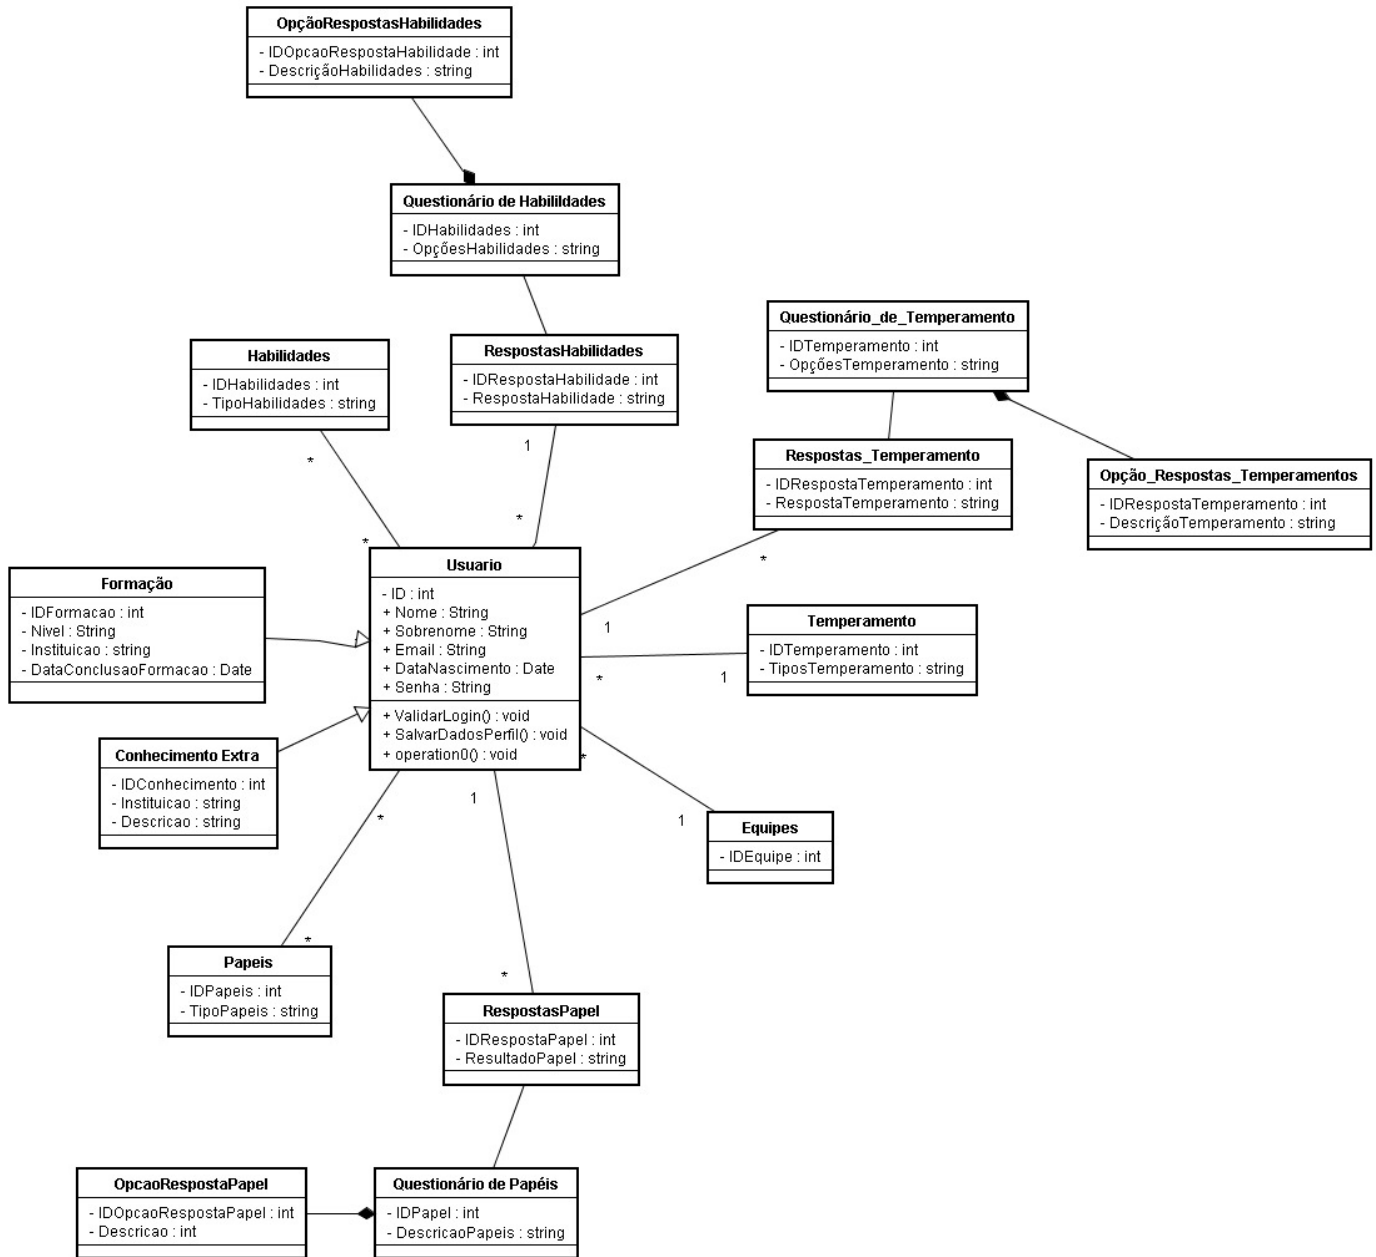 OpçãoRespostasHabilidades
- IDOpcaoRespostaHabilidade : int
- DescriçãoHabilidades : string
Questionário de Habilildades
- IDHabilidades : int
- OpçőesHabilidades : string
Habilidades
- IDHabilidades : int
- TipoHabilidades : string
*
*
RespostasHabilidades
- IDRespostaHabilidade : int
- RespostaHabilidade : string
1
*
Questionário_de_Temperamento
- IDTemperamento : int
- OpçőesTemperamento : string
Respostas_Temperamento
- IDRespostaTemperamento : int
- RespostaTemperamento : string
*
1
Opção_Respostas_Temperamentos
- IDRespostaTemperamento : int
- DescriçãoTemperamento : string
Formação
- IDFormacao : int
- Nivel : String
- Instituicao : string
- DataConclusaoFormacao : Date
Usuario
- ID : int
+ Nome : String
+ Sobrenome : String
+ Email : String
+ DataNascimento : Date
+ Senha : String
+ ValidarLogin() : void
+ SalvarDadosPerfil() : void
+ operation0() : void
Temperamento
- IDTemperamento : int
- TiposTemperamento : string
*
1
Conhecimento Extra
- IDConhecimento : int
- Instituicao : string
- Descricao : string
*
1
Equipes
- IDEquipe : int
*
*
Papeis
- IDPapeis : int
- TipoPapeis : string
1
*
RespostasPapel
- IDRespostaPapel : int
- ResultadoPapel : string
OpcaoRespostaPapel
- IDOpcaoRespostaPapel : int
- Descricao : int
Questionário de Papéis
- IDPapel : int
- DescricaoPapeis : string